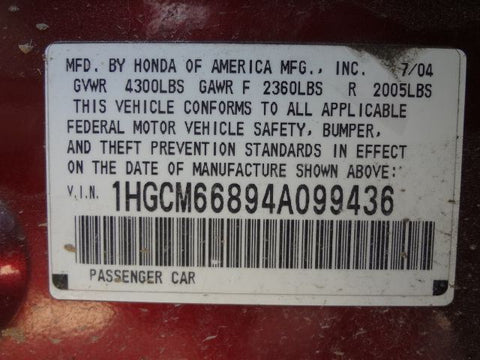 MFD. BY HONDA OF AMERICA MFG., INC. 7/04
GVWR 4300LBS GAWR F 2360LBS R 2005LBS
THIS VEHICLE CONFORMS TO ALL APPLICABLE
FEDERAL MOTOR VEHICLE SAFETY, BUMPER,
AND THEFT PREVENTION STANDARDS IN EFFECT
ON THE DATE OF MANUFACTURE SHOWN ABOVE:
V.I.N. 1HGCM66894A099436
PASSENGER CAR